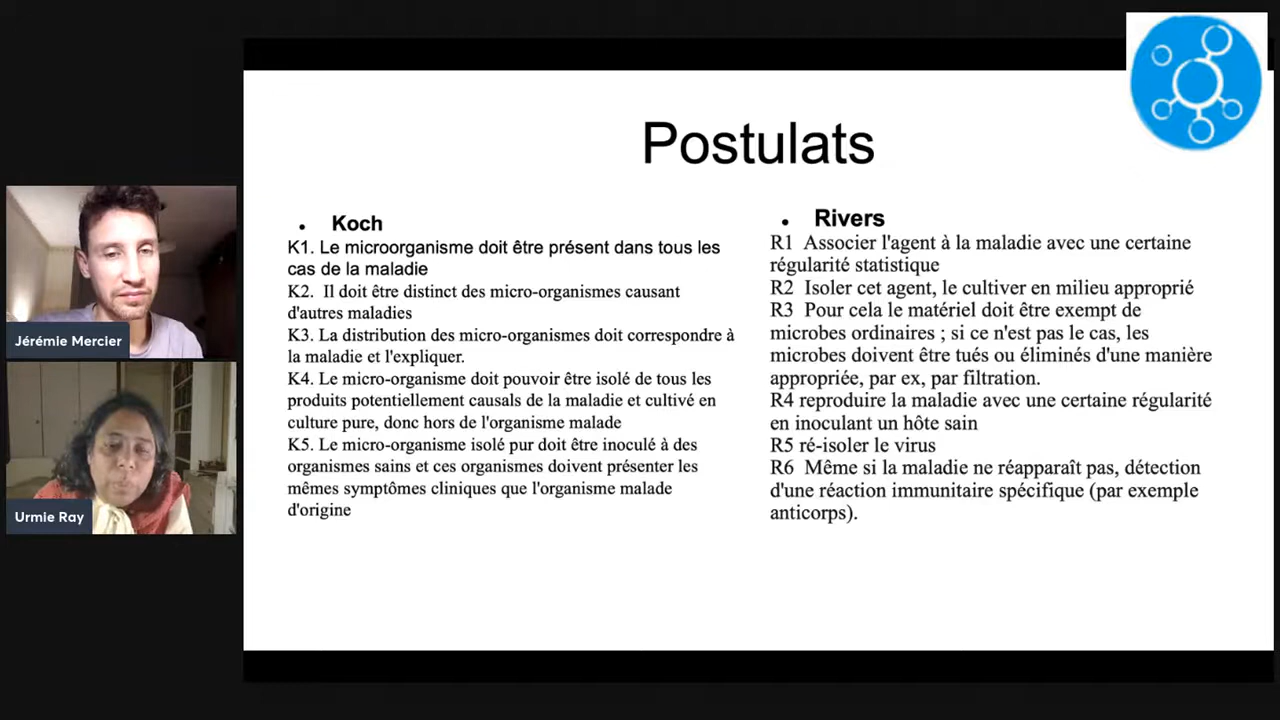 Postulats
• Koch
K1. Le microorganisme doit être présent dans tous les
cas de la maladie
K2. Il doit être distinct des micro-organismes causant
d'autres maladies
K3. La distribution des micro-organismes doit correspondre à
la maladie et l'expliquer.
K4. Le micro-organisme doit pouvoir être isolé de tous les
produits potentiellement causals de la maladie et cultivé en
culture pure, donc hors de l'organisme malade
K5. Le micro-organisme isolé pur doit être inoculé à des
organismes sains et ces organismes doivent présenter les
mêmes symptômes cliniques que l'organisme malade
d'origine
• Rivers
R1 Associer l'agent à la maladie avec une certaine
régularité statistique
R2 Isoler cet agent, le cultiver en milieu approprié
R3 Pour cela le matériel doit être exempt de
microbes ordinaires ; si ce n'est pas le cas, les
microbes doivent être tués ou éliminés d'une manière
appropriée, par ex, par filtration.
R4 reproduire la maladie avec une certaine régularité
en inoculant un hôte sain
R5 ré-isoler le virus
R6 Même si la maladie ne réapparaît pas, détection
d'une réaction immunitaire spécifique (par exemple
anticorps).
Jérémie Mercier
Urmie Ray